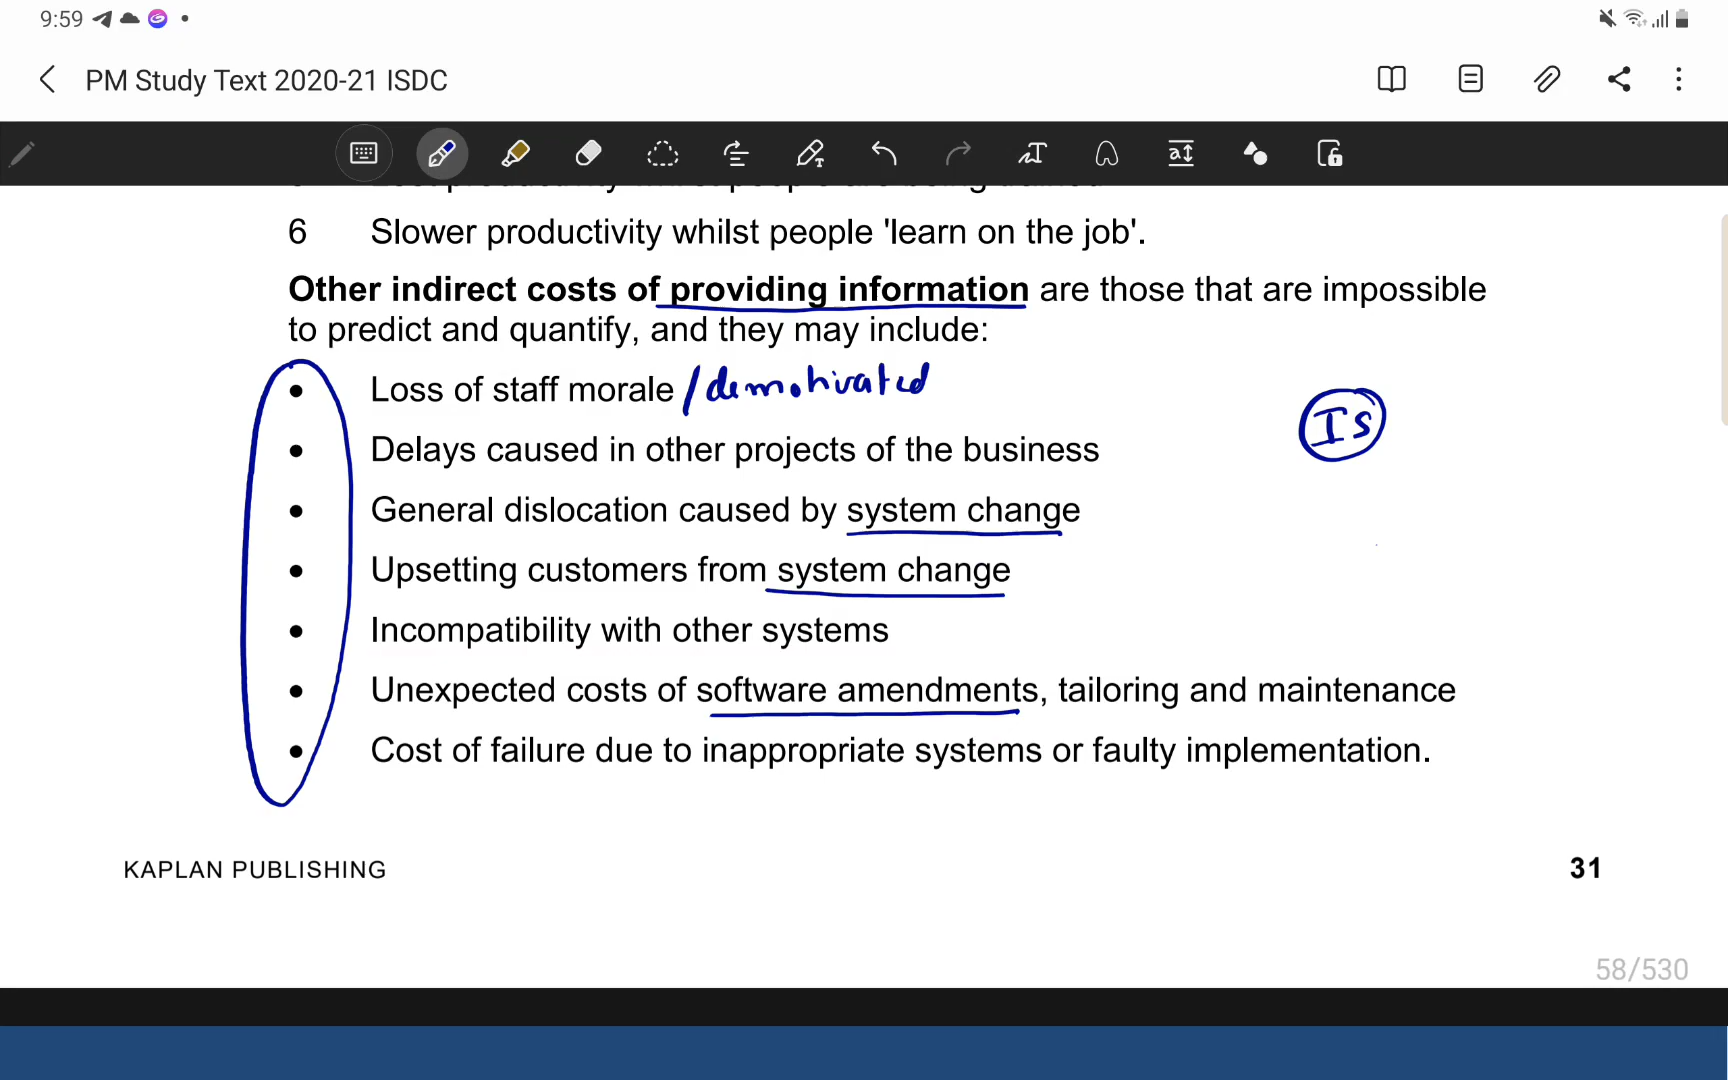 9:59
PM Study Text 2020-21 ISDC
6 Slower productivity whilst people 'learn on the job'.
Other indirect costs of providing information are those that are impossible
to predict and quantify, and they may include:
• Loss of staff morale /demotivated
IS
• Delays caused in other projects of the business
• General dislocation caused by system change
• Upsetting customers from system change
• Incompatibility with other systems
• Unexpected costs of software amendments, tailoring and maintenance
• Cost of failure due to inappropriate systems or faulty implementation.
KAPLAN PUBLISHING 31
58/530